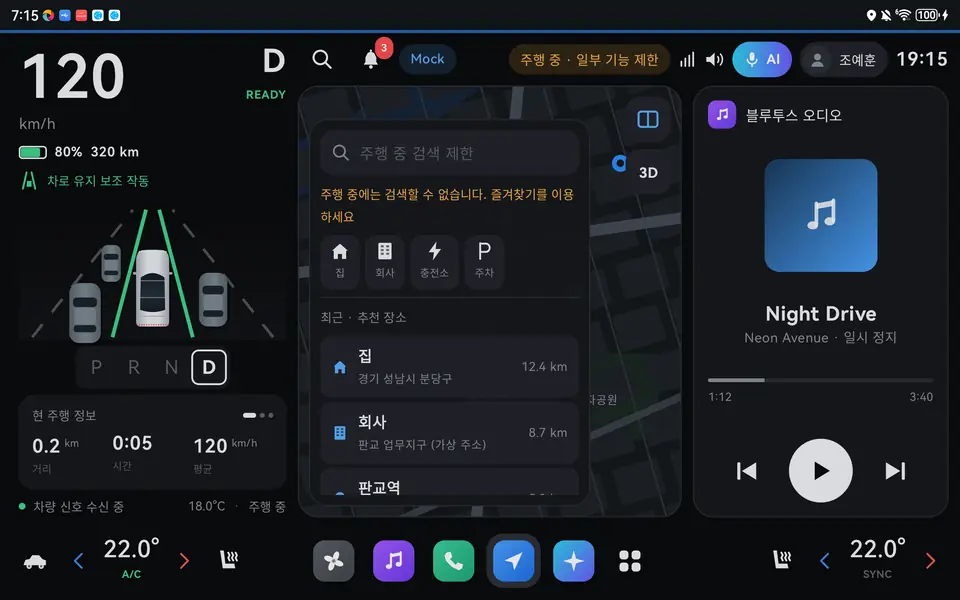 7:15
100
120
D
km/h
READY
80% 320 km
차로 유지 보조 작동
P R N D
현 주행 정보
0.2 km
0:05
120 km/h
거리
시간
평균
차량 신호 수신 중
18.0°C · 주행 중
3
Mock
주행 중 · 일부 기능 제한
AI
조예훈
19:15
주행 중 검색 제한
주행 중에는 검색할 수 없습니다. 즐겨찾기를 이용
하세요
집
회사
충전소
P
주차
최근 · 추천 장소
집
경기 성남시 분당구
12.4 km
회사
판교 업무지구 (가상 주소)
8.7 km
판교역
3D
블루투스 오디오
Night Drive
Neon Avenue · 일시 정지
1:12
3:40
22.0°
A/C
22.0°
SYNC